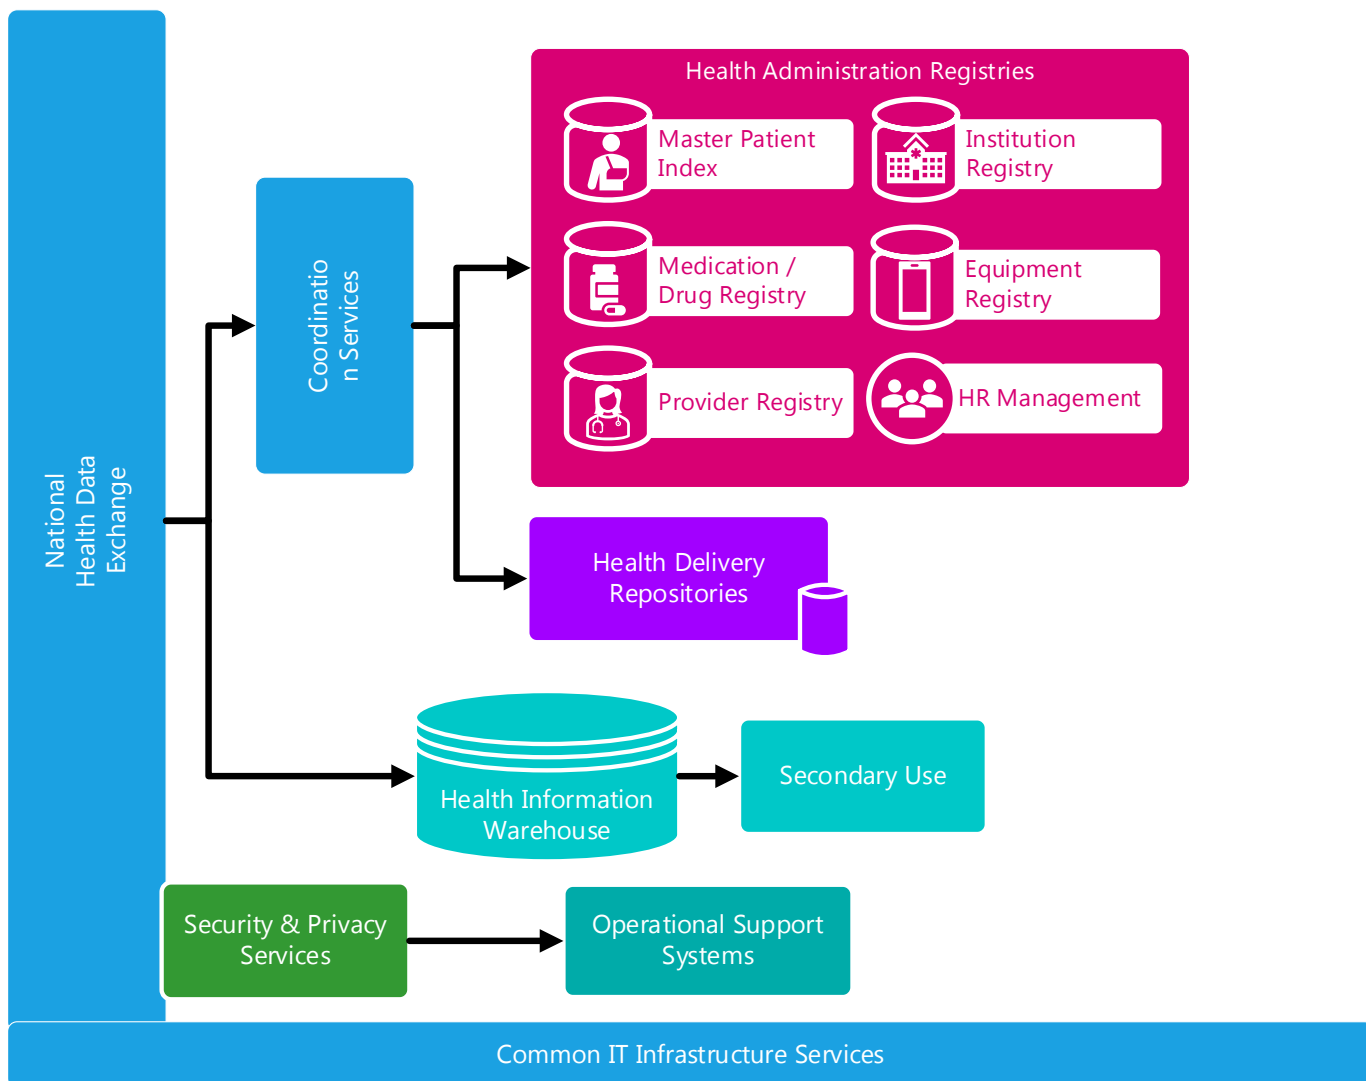 National
Health Data
Exchange
Coordinatio
n Services
Health Administration Registries
Master Patient
Index
Institution
Registry
Medication /
Drug Registry
Equipment
Registry
Provider Registry
HR Management
Health Delivery
Repositories
Health Information
Warehouse
Secondary Use
Security & Privacy
Services
Operational Support
Systems
Common IT Infrastructure Services